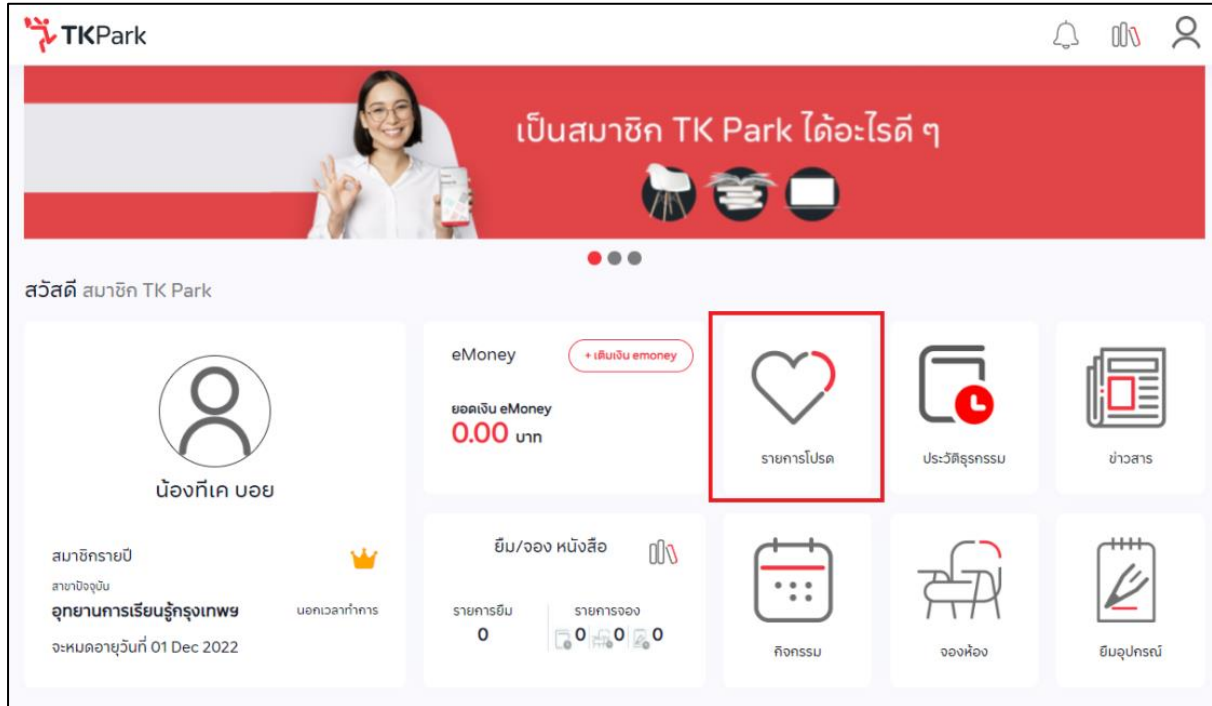 TKPark
เป็นสมาชิก TK Park ได้อะไรดี ๆ
สวัสดี สมาชิก TK Park
น้องทีเค บอย
สมาชิกรายปี
สาขาปัจจุบัน
อุทยานการเรียนรู้กรุงเทพฯ
นอกเวลาทำการ
จะหมดอายุวันที่ 01 Dec 2022
eMoney
+ เติมเงิน emoney
ยอดเงิน eMoney
0.00 บาท
รายการโปรด
ประวัติธุรกรรม
ข่าวสาร
ยืม/จอง หนังสือ
รายการยืม
0
รายการจอง
0 0 0
กิจกรรม
จองห้อง
ยืมอุปกรณ์